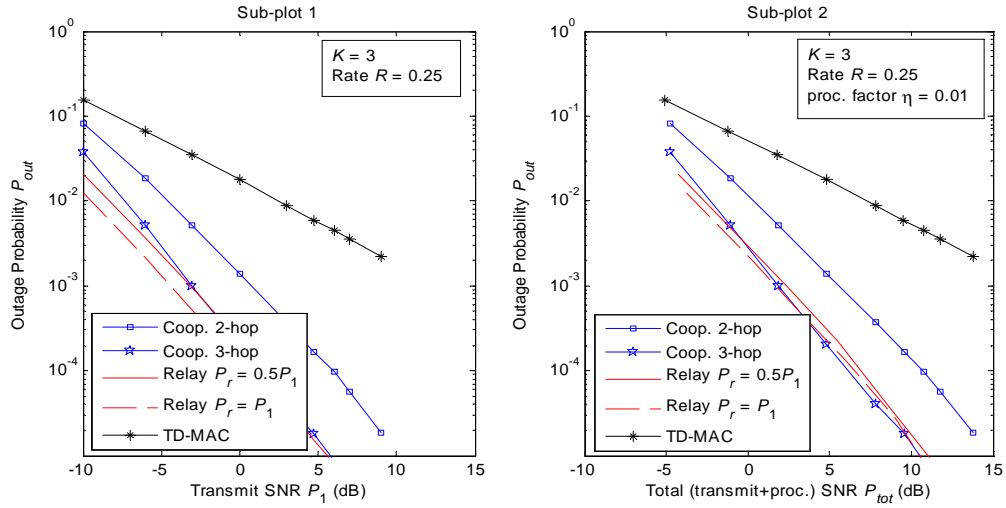 Sub-plot 1
10^0
10^-1
10^-2
10^-3
10^-4
Outage Probability P_out
K = 3
Rate R = 0.25
Coop. 2-hop
Coop. 3-hop
Relay P_r = 0.5P_1
Relay P_r = P_1
TD-MAC
-10 -5 0 5 10 15
Transmit SNR P_1 (dB)
Sub-plot 2
10^0
10^-1
10^-2
10^-3
10^-4
Outage Probability P_out
K = 3
Rate R = 0.25
proc. factor η = 0.01
Coop. 2-hop
Coop. 3-hop
Relay P_r = 0.5P_1
Relay P_r = P_1
TD-MAC
-10 -5 0 5 10 15
Total (transmit+proc.) SNR P_tot (dB)